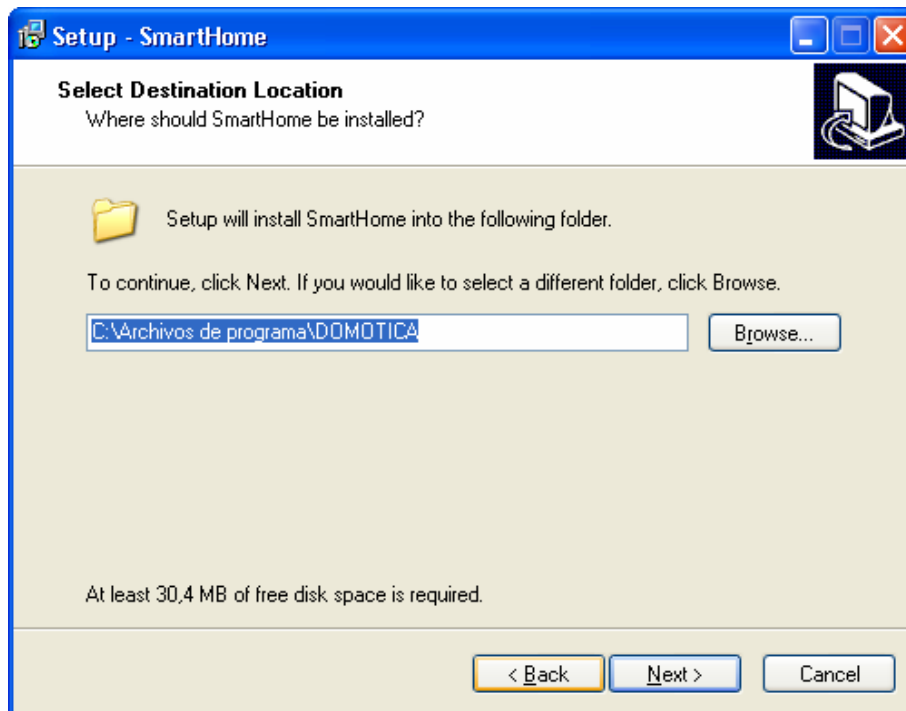 Setup - SmartHome
Select Destination Location
Where should SmartHome be installed?
Setup will install SmartHome into the following folder.
To continue, click Next. If you would like to select a different folder, click Browse.
C:\Archivos de programa\DOMOTICA
Browse...
At least 30,4 MB of free disk space is required.
< Back
Next >
Cancel